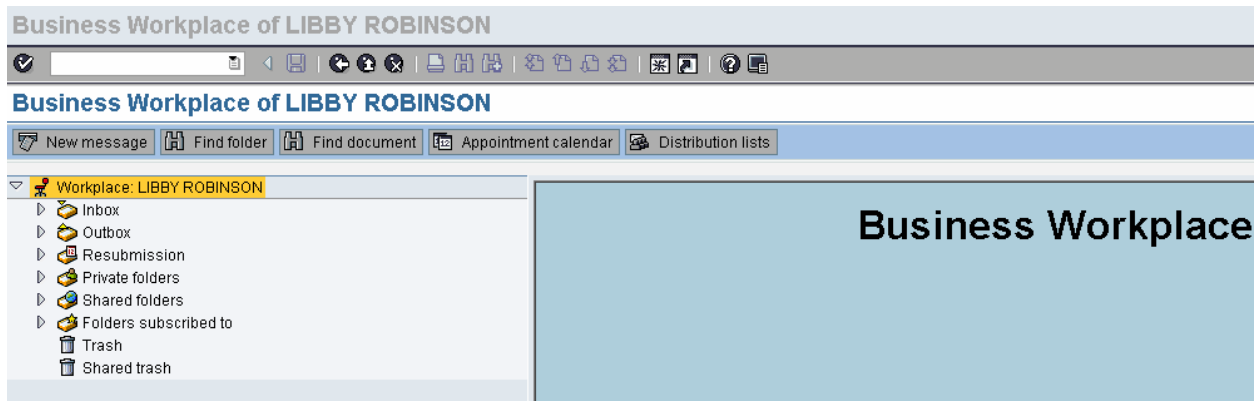 Business Workplace of LIBBY ROBINSON
Business Workplace of LIBBY ROBINSON
New message Find folder Find document Appointment calendar Distribution lists
Workplace: LIBBY ROBINSON
Business Workplace
Inbox
Outbox
Resubmission
Private folders
Shared folders
Folders subscribed to
Trash
Shared trash